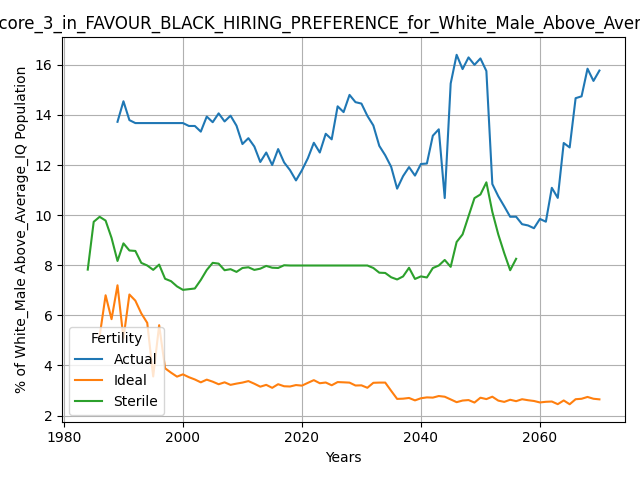 core_3_in_FAVOUR_BLACK_HIRING_PREFERENCE_for_White_Male_Above_Aver
% of White_Male Above_Average_IQ Population
16
14
12
10
8
6
4
2
Fertility
Actual
Ideal
Sterile
1980
2000
2020
2040
2060
Years